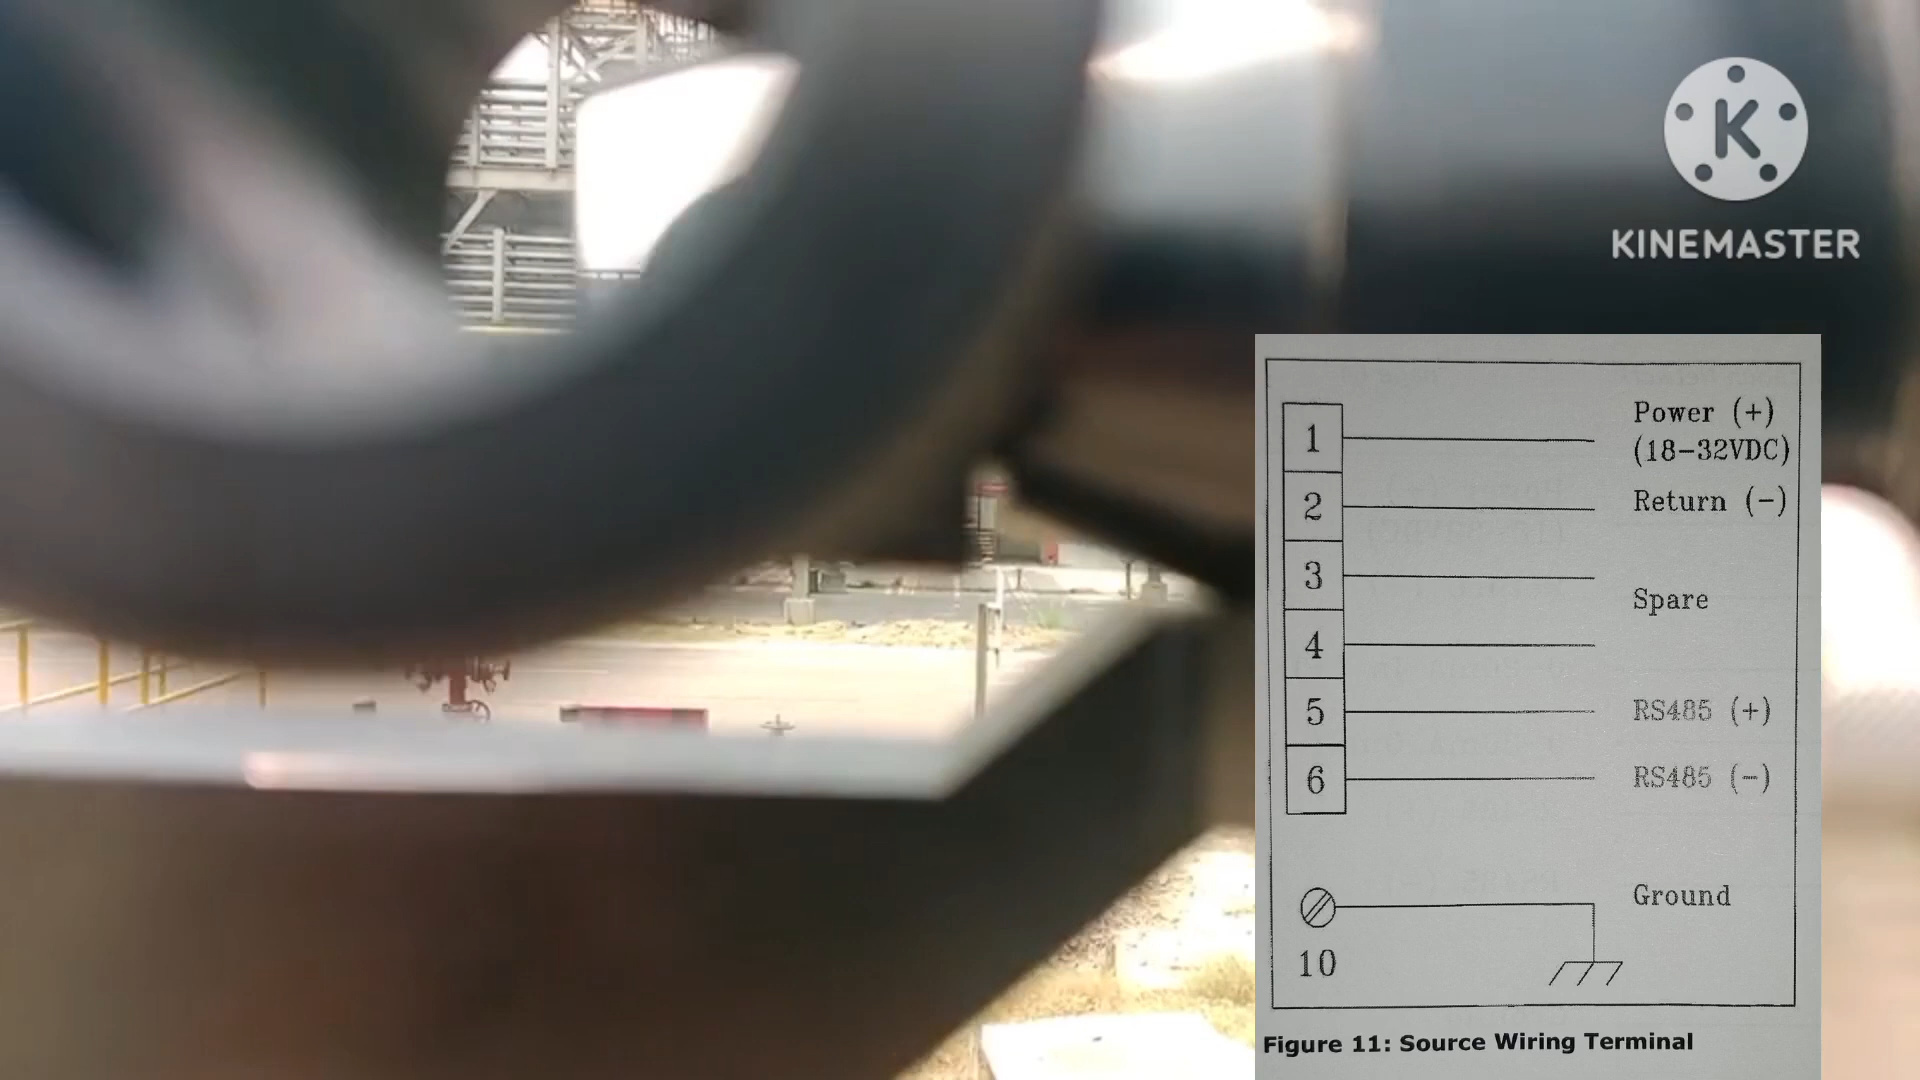 K
KINEMASTER
1
Power (+)
(18-32VDC)
2
Return (-)
3
Spare
4
5
RS485 (+)
6
RS485 (-)
Ground
10
Figure 11: Source Wiring Terminal